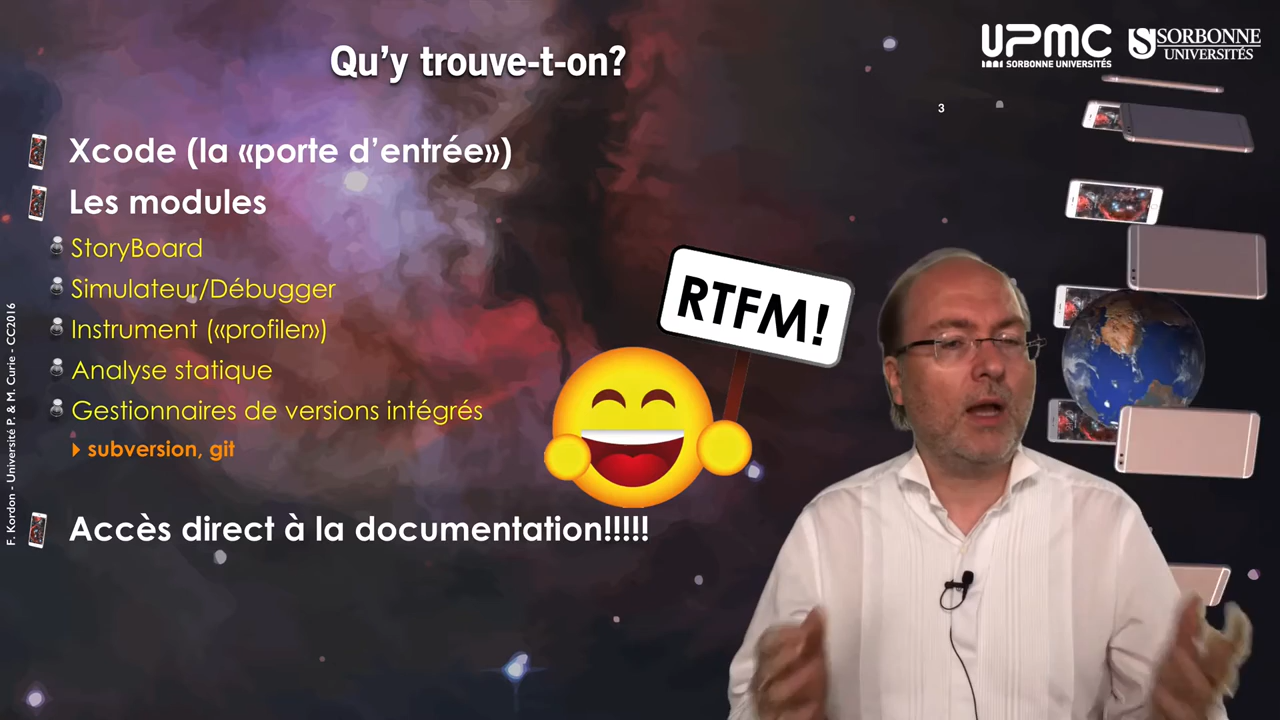 Qu'y trouve-t-on?
UPMC
SORBONNE UNIVERSITÉS
SORBONNE
UNIVERSITÉS
3
Xcode (la «porte d'entrée»)
Les modules
StoryBoard
Simulateur/Débugger
Instrument («profiler»)
Analyse statique
Gestionnaires de versions intégrés
subversion, git
RTFM!
Accès direct à la documentation!!!!!
F. Kordon - Université P. & M. Curie - CC2016